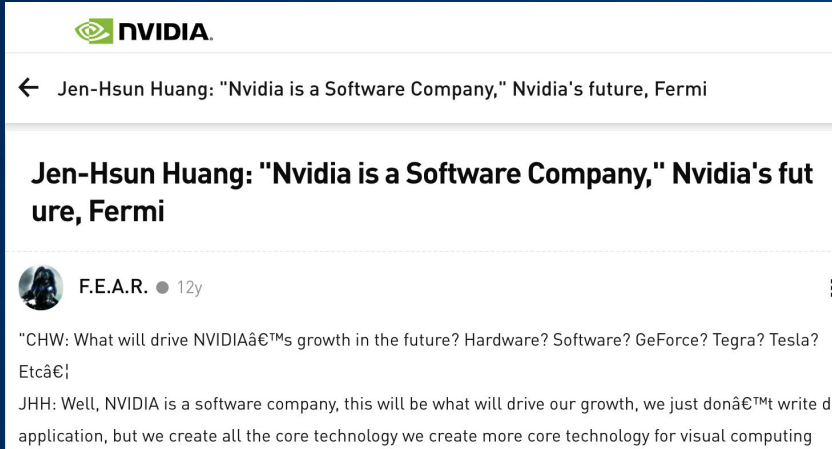 NVIDIA.
← Jen-Hsun Huang: "Nvidia is a Software Company," Nvidia's future, Fermi
Jen-Hsun Huang: "Nvidia is a Software Company," Nvidia's fut
ure, Fermi
F.E.A.R. ● 12y
"CHW: What will drive NVIDIAâ€™s growth in the future? Hardware? Software? GeForce? Tegra? Tesla?
Etcâ€¦
JHH: Well, NVIDIA is a software company, this will be what will drive our growth, we just donâ€™t write d
application, but we create all the core technology we create more core technology for visual computing